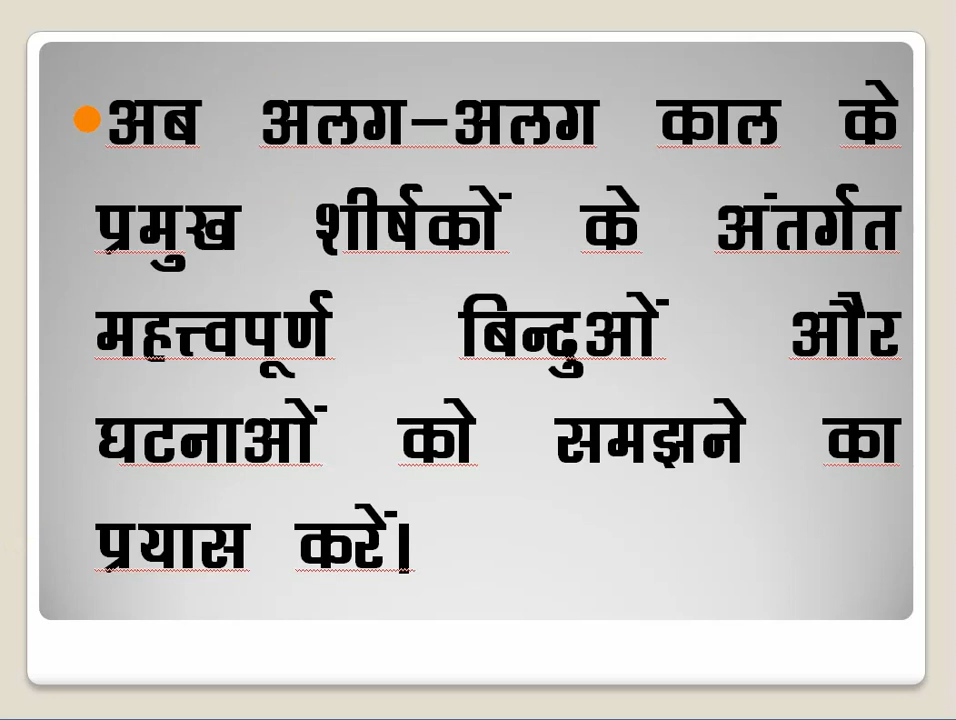 •अब अलग-अलग काल के
प्रमुख शीर्षकों के अंतर्गत
महत्त्वपूर्ण बिन्दुओं और
घटनाओं को समझने का
प्रयास करें।